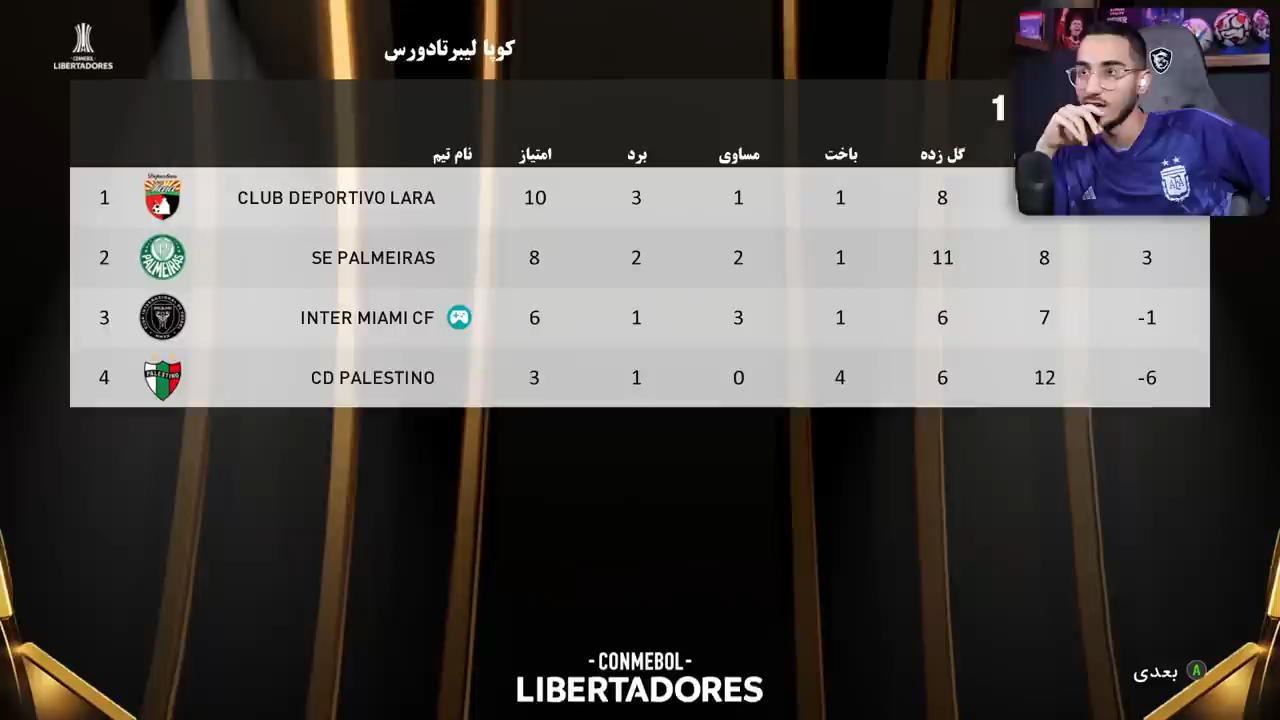 CONMEBOL
LIBERTADORES
کوپا لیبرتادورس
1
نام تیم امتیاز برد مساوی باخت گل زده
1 CLUB DEPORTIVO LARA 10 3 1 1 8
2 PALMEIRAS SE PALMEIRAS 8 2 2 1 11 8 3
3 INTER MIAMI CF 6 1 3 1 6 7 -1
4 PALESTINO CD PALESTINO 3 1 0 4 6 12 -6
-CONMEBOL-
LIBERTADORES
بعدی A